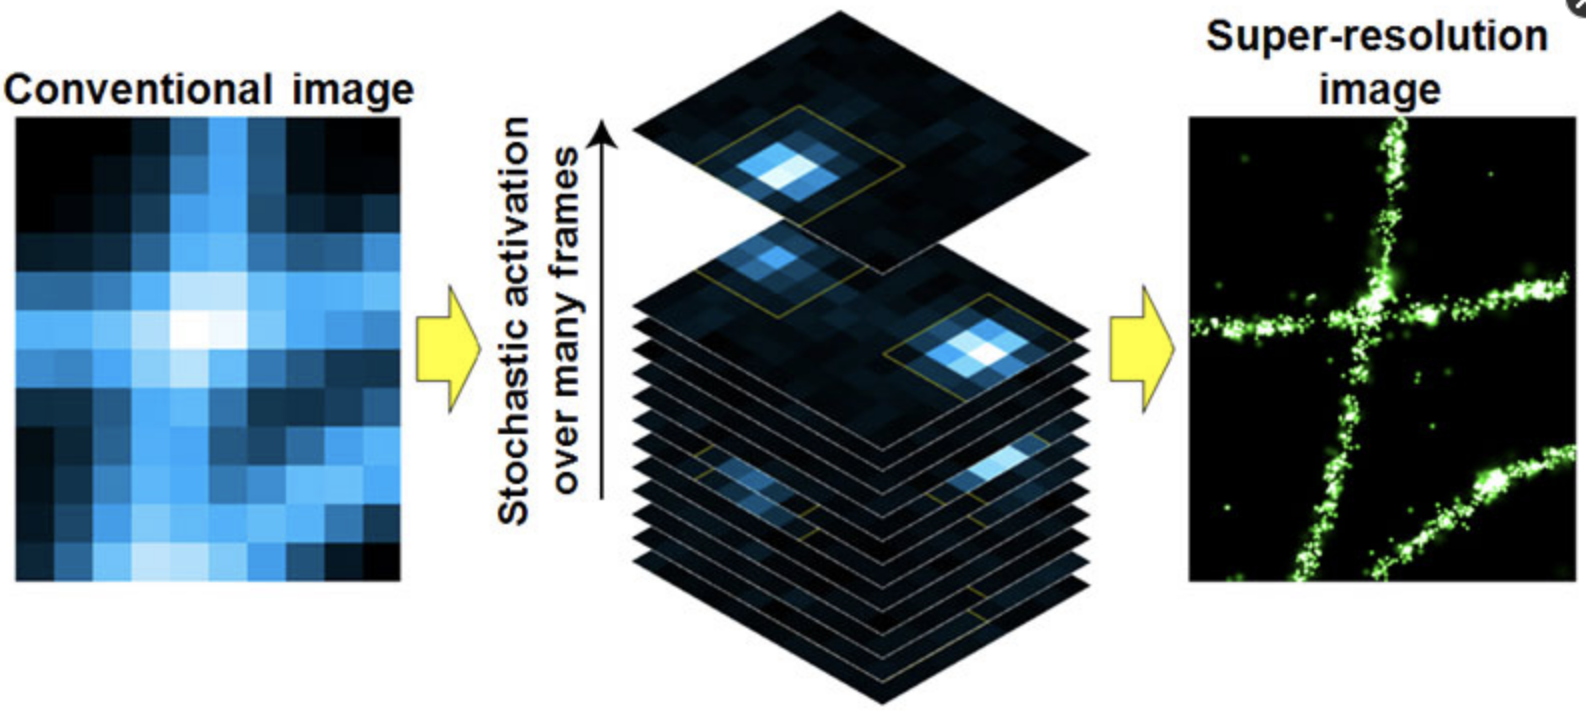 Conventional image
Stochastic activation
over many frames
Super-resolution
image